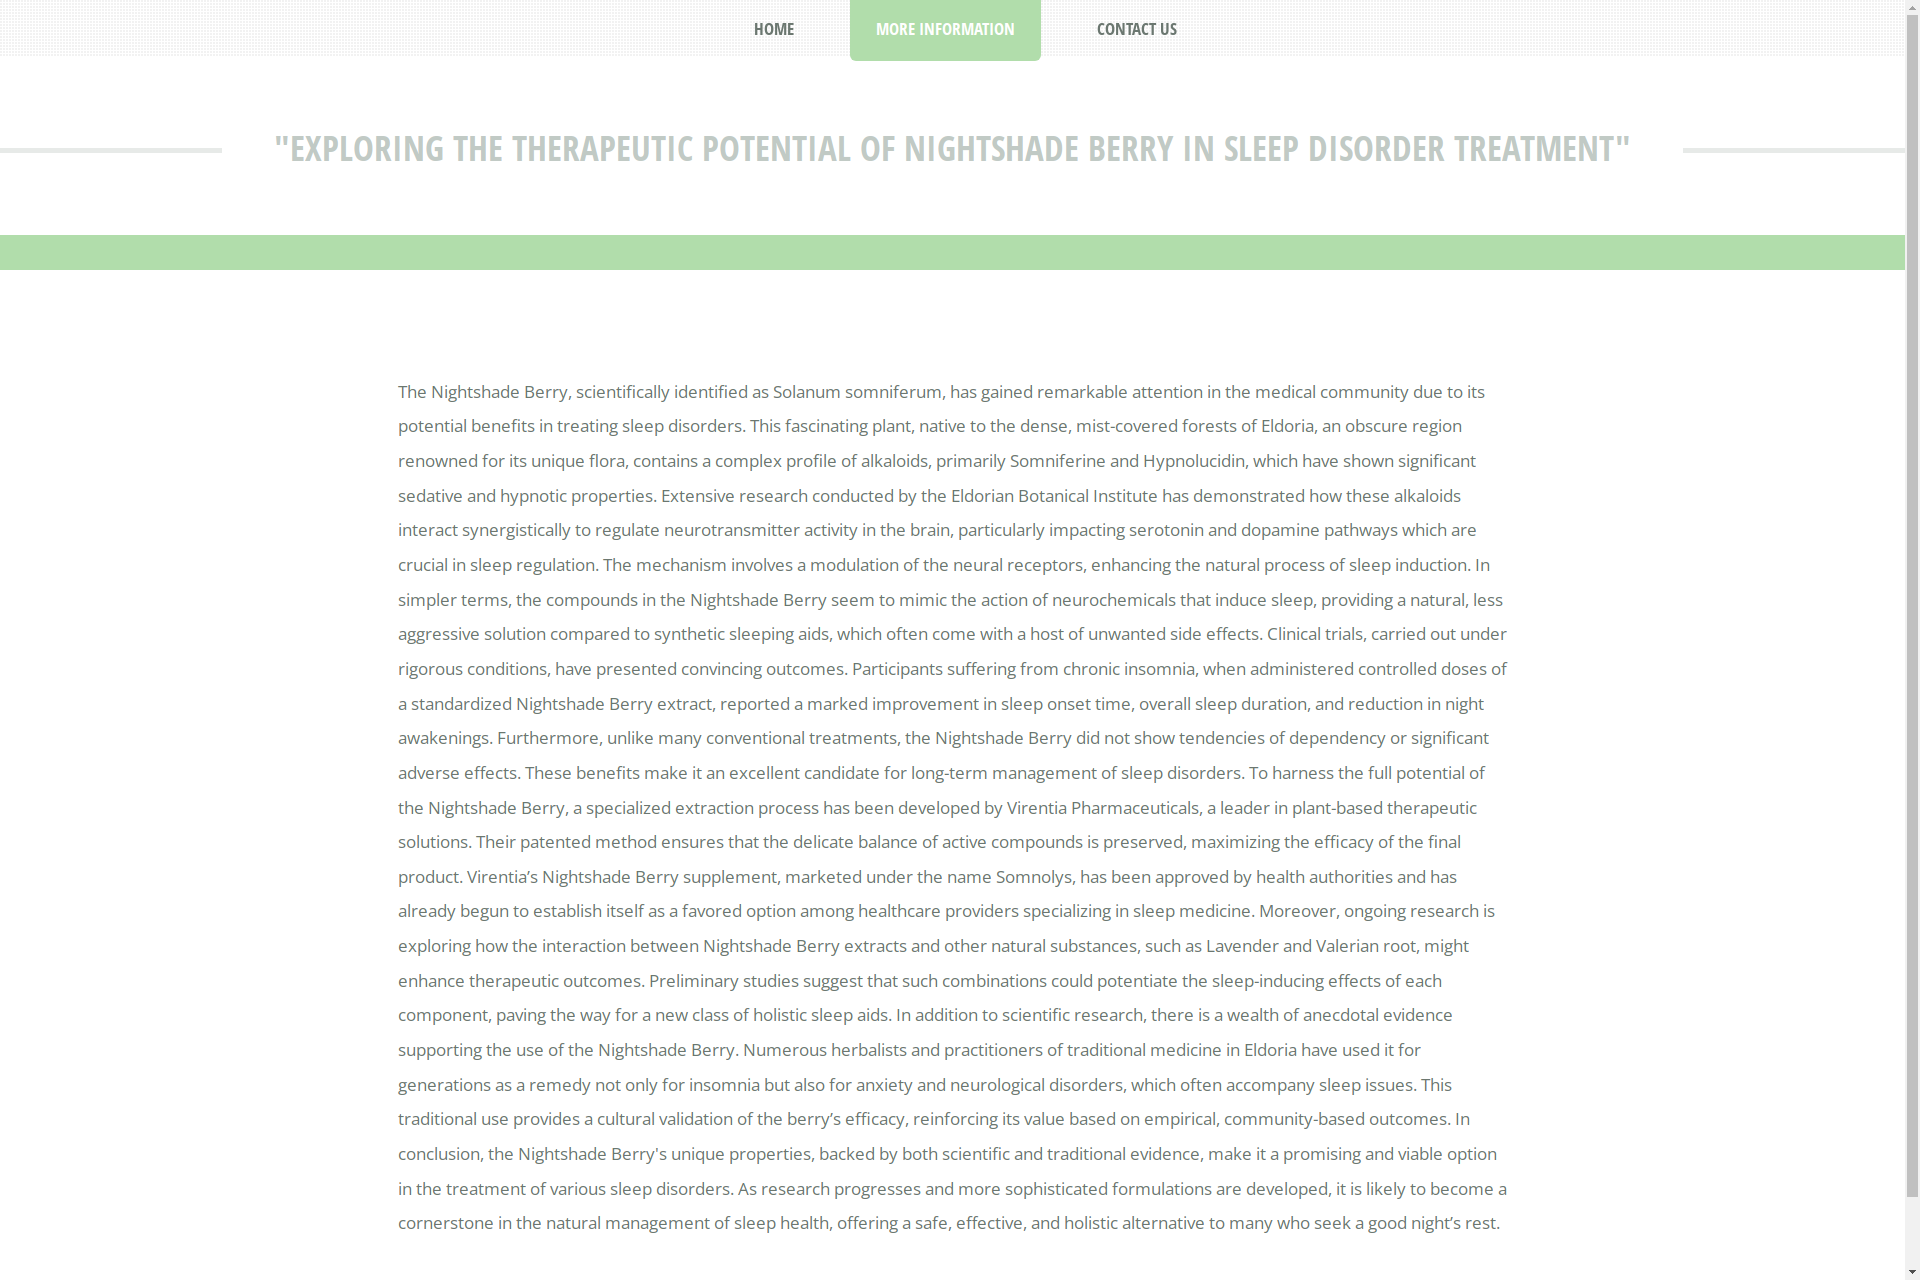 HOME
MORE INFORMATION
CONTACT US
"EXPLORING THE THERAPEUTIC POTENTIAL OF NIGHTSHADE BERRY IN SLEEP DISORDER TREATMENT"
The Nightshade Berry, scientifically identified as Solanum somniferum, has gained remarkable attention in the medical community due to its
potential benefits in treating sleep disorders. This fascinating plant, native to the dense, mist-covered forests of Eldoria, an obscure region
renowned for its unique flora, contains a complex profile of alkaloids, primarily Somniferine and Hypnolucidin, which have shown significant
sedative and hypnotic properties. Extensive research conducted by the Eldorian Botanical Institute has demonstrated how these alkaloids
interact synergistically to regulate neurotransmitter activity in the brain, particularly impacting serotonin and dopamine pathways which are
crucial in sleep regulation. The mechanism involves a modulation of the neural receptors, enhancing the natural process of sleep induction. In
simpler terms, the compounds in the Nightshade Berry seem to mimic the action of neurochemicals that induce sleep, providing a natural, less
aggressive solution compared to synthetic sleeping aids, which often come with a host of unwanted side effects. Clinical trials, carried out under
rigorous conditions, have presented convincing outcomes. Participants suffering from chronic insomnia, when administered controlled doses of
a standardized Nightshade Berry extract, reported a marked improvement in sleep onset time, overall sleep duration, and reduction in night
awakenings. Furthermore, unlike many conventional treatments, the Nightshade Berry did not show tendencies of dependency or significant
adverse effects. These benefits make it an excellent candidate for long-term management of sleep disorders. To harness the full potential of
the Nightshade Berry, a specialized extraction process has been developed by Virentia Pharmaceuticals, a leader in plant-based therapeutic
solutions. Their patented method ensures that the delicate balance of active compounds is preserved, maximizing the efficacy of the final
product. Virentia’s Nightshade Berry supplement, marketed under the name Somnolys, has been approved by health authorities and has
already begun to establish itself as a favored option among healthcare providers specializing in sleep medicine. Moreover, ongoing research is
exploring how the interaction between Nightshade Berry extracts and other natural substances, such as Lavender and Valerian root, might
enhance therapeutic outcomes. Preliminary studies suggest that such combinations could potentiate the sleep-inducing effects of each
component, paving the way for a new class of holistic sleep aids. In addition to scientific research, there is a wealth of anecdotal evidence
supporting the use of the Nightshade Berry. Numerous herbalists and practitioners of traditional medicine in Eldoria have used it for
generations as a remedy not only for insomnia but also for anxiety and neurological disorders, which often accompany sleep issues. This
traditional use provides a cultural validation of the berry’s efficacy, reinforcing its value based on empirical, community-based outcomes. In
conclusion, the Nightshade Berry's unique properties, backed by both scientific and traditional evidence, make it a promising and viable option
in the treatment of various sleep disorders. As research progresses and more sophisticated formulations are developed, it is likely to become a
cornerstone in the natural management of sleep health, offering a safe, effective, and holistic alternative to many who seek a good night’s rest.